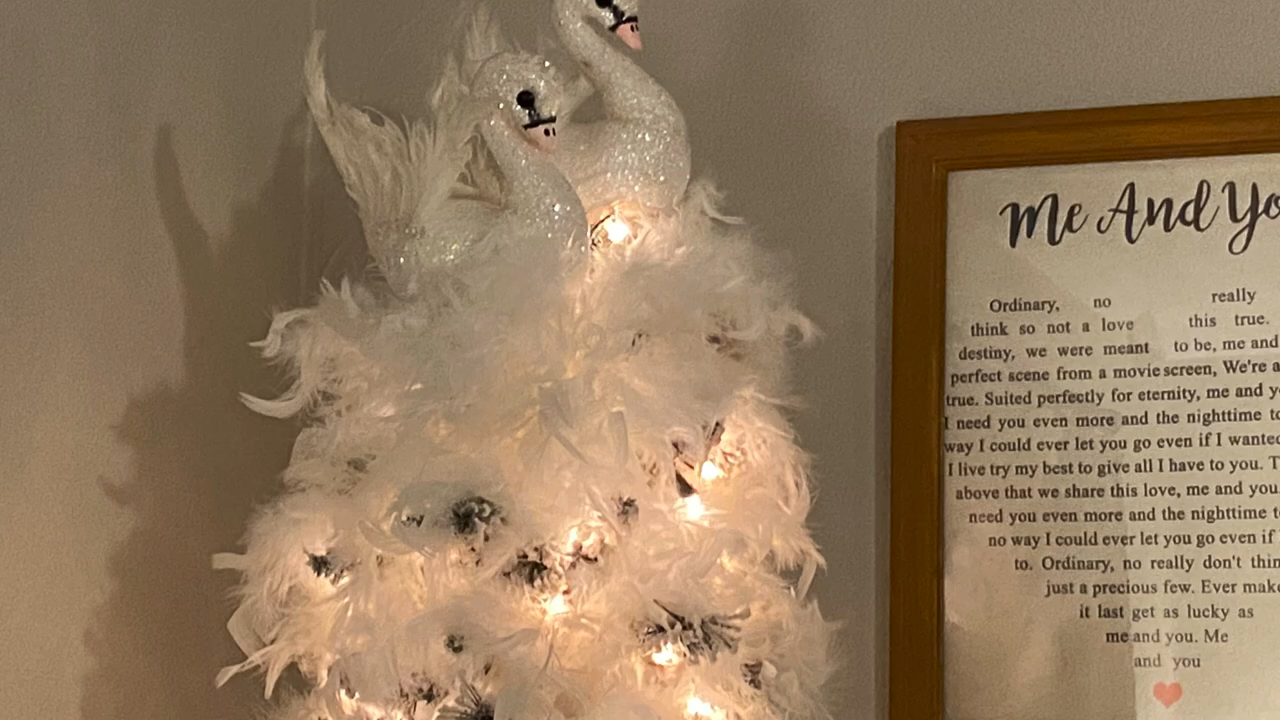 Me And Yo
Ordinary, no really
think so not a love this true.
destiny, we were meant to be, me and
perfect scene from a movie screen, We're a
true. Suited perfectly for eternity, me and y
I need you even more and the nighttime to
way I could ever let you go even if I wanted
I live try my best to give all I have to you. T
above that we share this love, me and you
need you even more and the nighttime t
no way I could ever let you go even if
to. Ordinary, no really don't thin
just a precious few. Ever make
it last get as lucky as
me and you. Me
and you